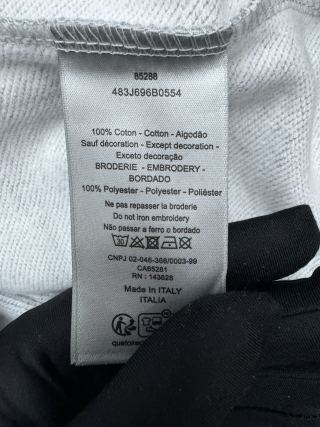 85288
483J696B0554
100% Coton - Cotton - Algodão
Sauf décoration - Except decoration -
Exceto decoração
BRODERIE - EMBRODERY -
BORDADO
100% Polyester - Polyester - Poliéster
Ne pas repasser la broderie
Do not iron embroidery
Não passar a ferro o bordado
30
CNPJ 02-046-366/0003-99
CA65281
RN : 143628
Made in ITALY
ITALIA